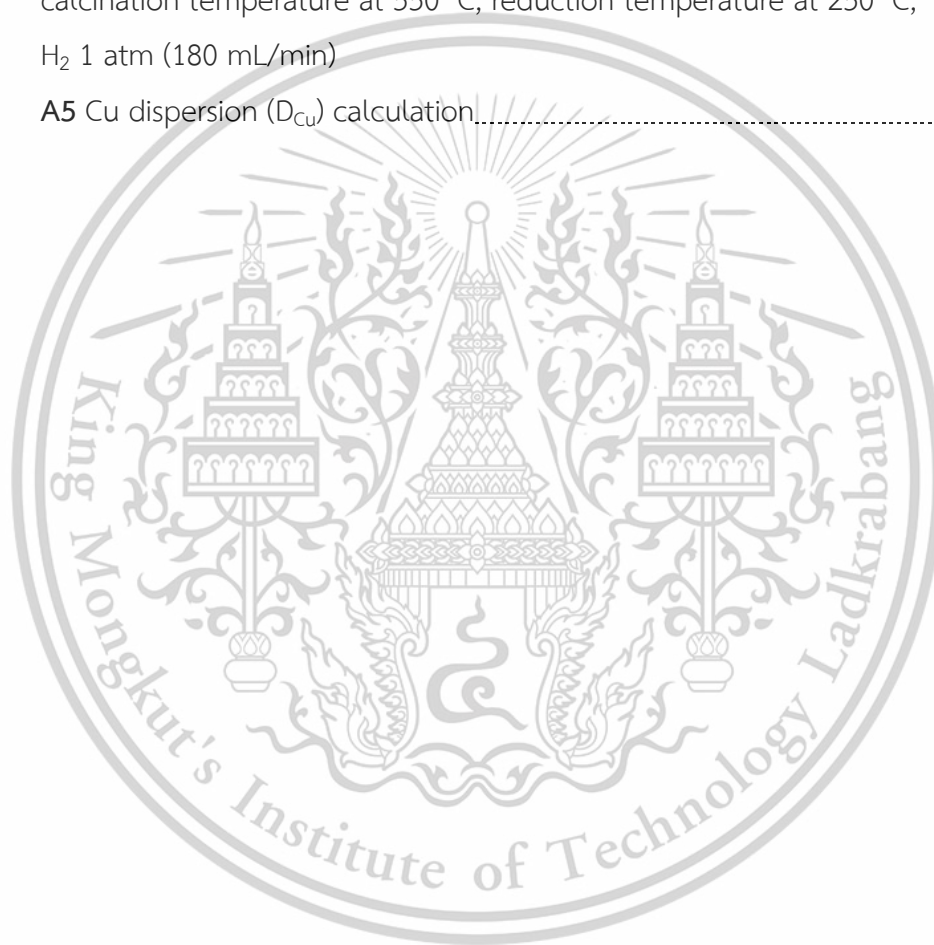 calcination temperature at 550 °C, reduction temperature at 250 °C,
H₂ 1 atm (180 mL/min)
A5 Cu dispersion (D_Cu) calculation
King Mongkut's Institute of Technology Ladkrabang